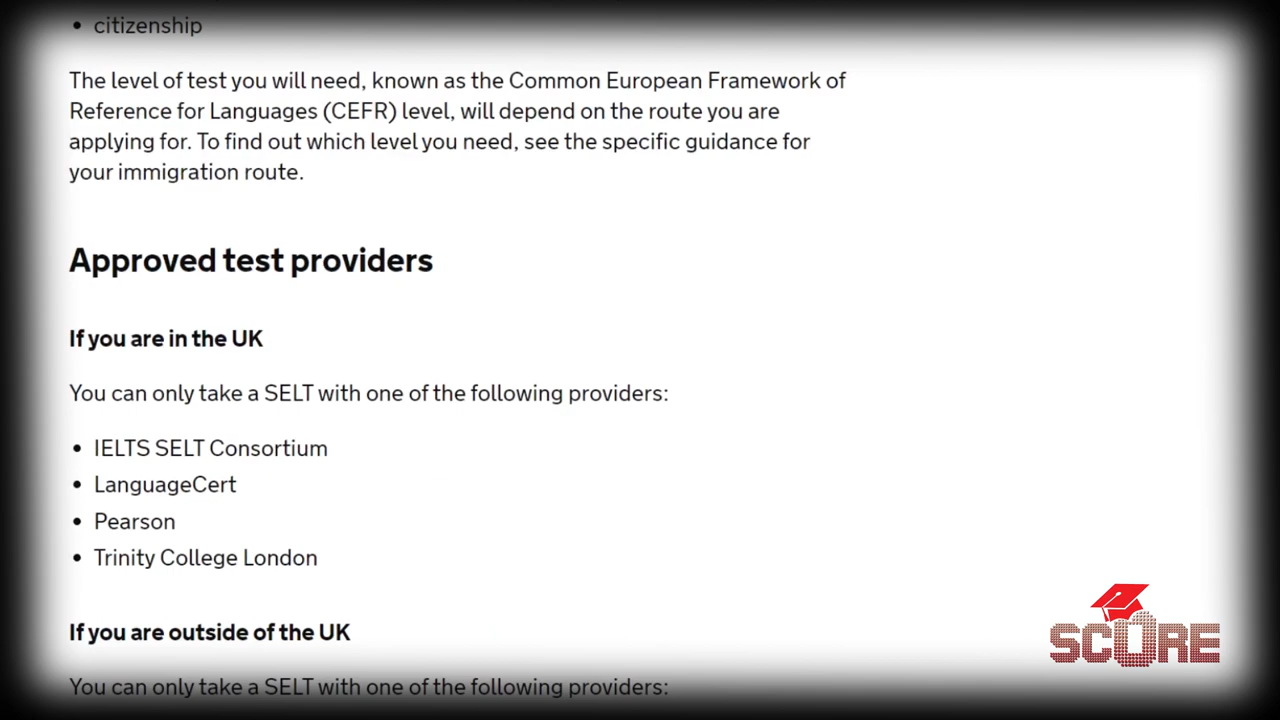 citizenship
The level of test you will need, known as the Common European Framework of
Reference for Languages (CEFR) level, will depend on the route you are
applying for. To find out which level you need, see the specific guidance for
your immigration route.
Approved test providers
If you are in the UK
You can only take a SELT with one of the following providers:
IELTS SELT Consortium
LanguageCert
Pearson
Trinity College London
If you are outside of the UK
You can only take a SELT with one of the following providers:
SCORE